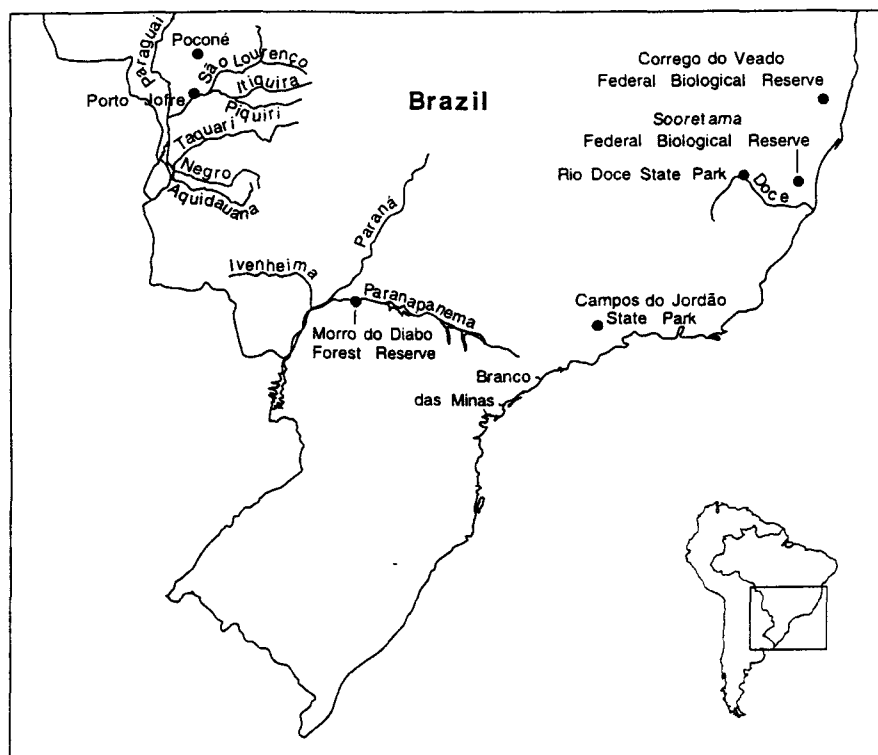 Paraguai
Poconé
São Lourenço
Itiquira
Porto Jofre
Piquiri
Taquari
Negro
Aquidauana
Brazil
Corrego do Veado
Federal Biological Reserve
Sooretama
Federal Biological Reserve
Rio Doce State Park
Doce
Paraná
Ivenheima
Paranapanema
Morro do Diabo
Forest Reserve
Campos do Jordão
State Park
Branco
das Minas